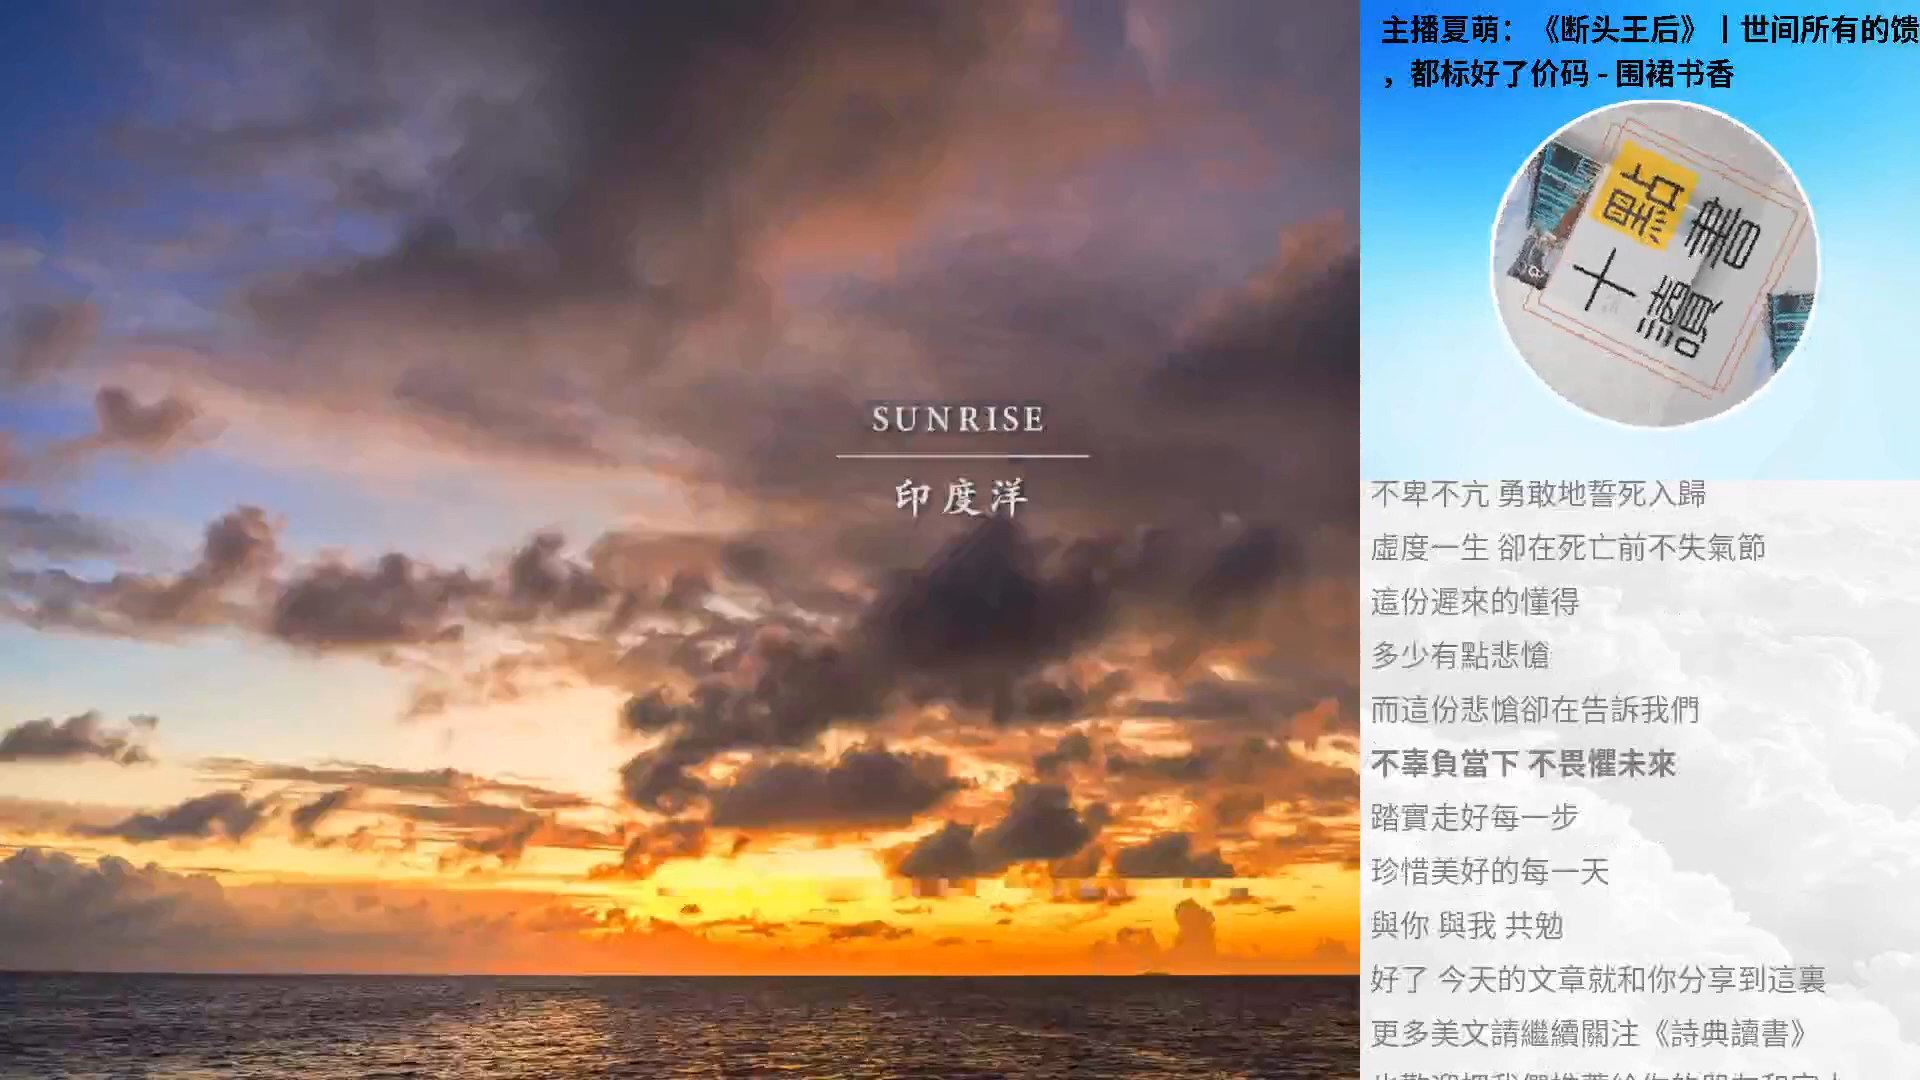 SUNRISE
印度洋
主播夏萌：《断头王后》丨世间所有的馈
，都标好了价码 - 围裙书香
十點
讀書
不卑不亢 勇敢地誓死入歸
虛度一生 卻在死亡前不失氣節
這份遲來的懂得
多少有點悲愴
而這份悲愴卻在告訴我們
不辜負當下 不畏懼未來
踏實走好每一步
珍惜美好的每一天
與你 與我 共勉
好了 今天的文章就和你分享到這裏
更多美文請繼續關注《詩典讀書》